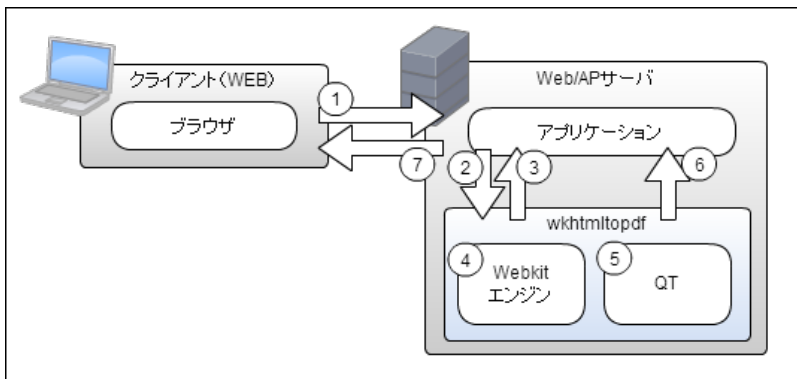 クライアント(WEB)
ブラウザ
1
7
Web/APサーバ
アプリケーション
2
3
6
wkhtmltopdf
4
Webkit
エンジン
5
QT